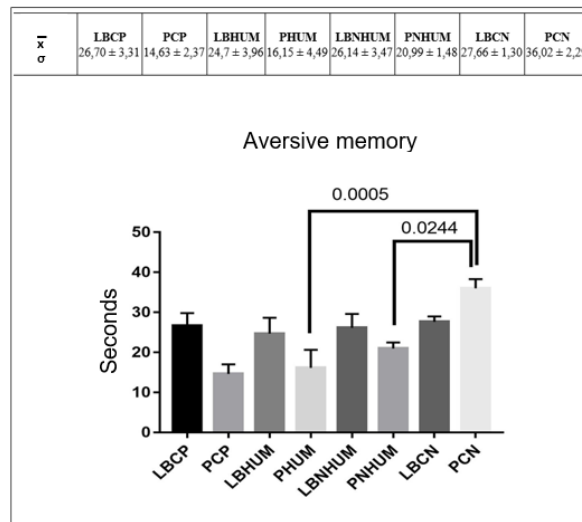 x̄ LBCP PCP LBHUM PHUM LBNHUM PNHUM LBCN PCN
σ 26,70 ± 3,31 14,63 ± 2,37 24,7 ± 3,96 16,15 ± 4,49 26,14 ± 3,47 20,99 ± 1,48 27,66 ± 1,30 36,02 ±
Aversive memory
0.0005
0.0244
50
40
30
20
10
0
Seconds
LBCP PCP LBHUM PHUM LBNHUM PNHUM LBCN PCN